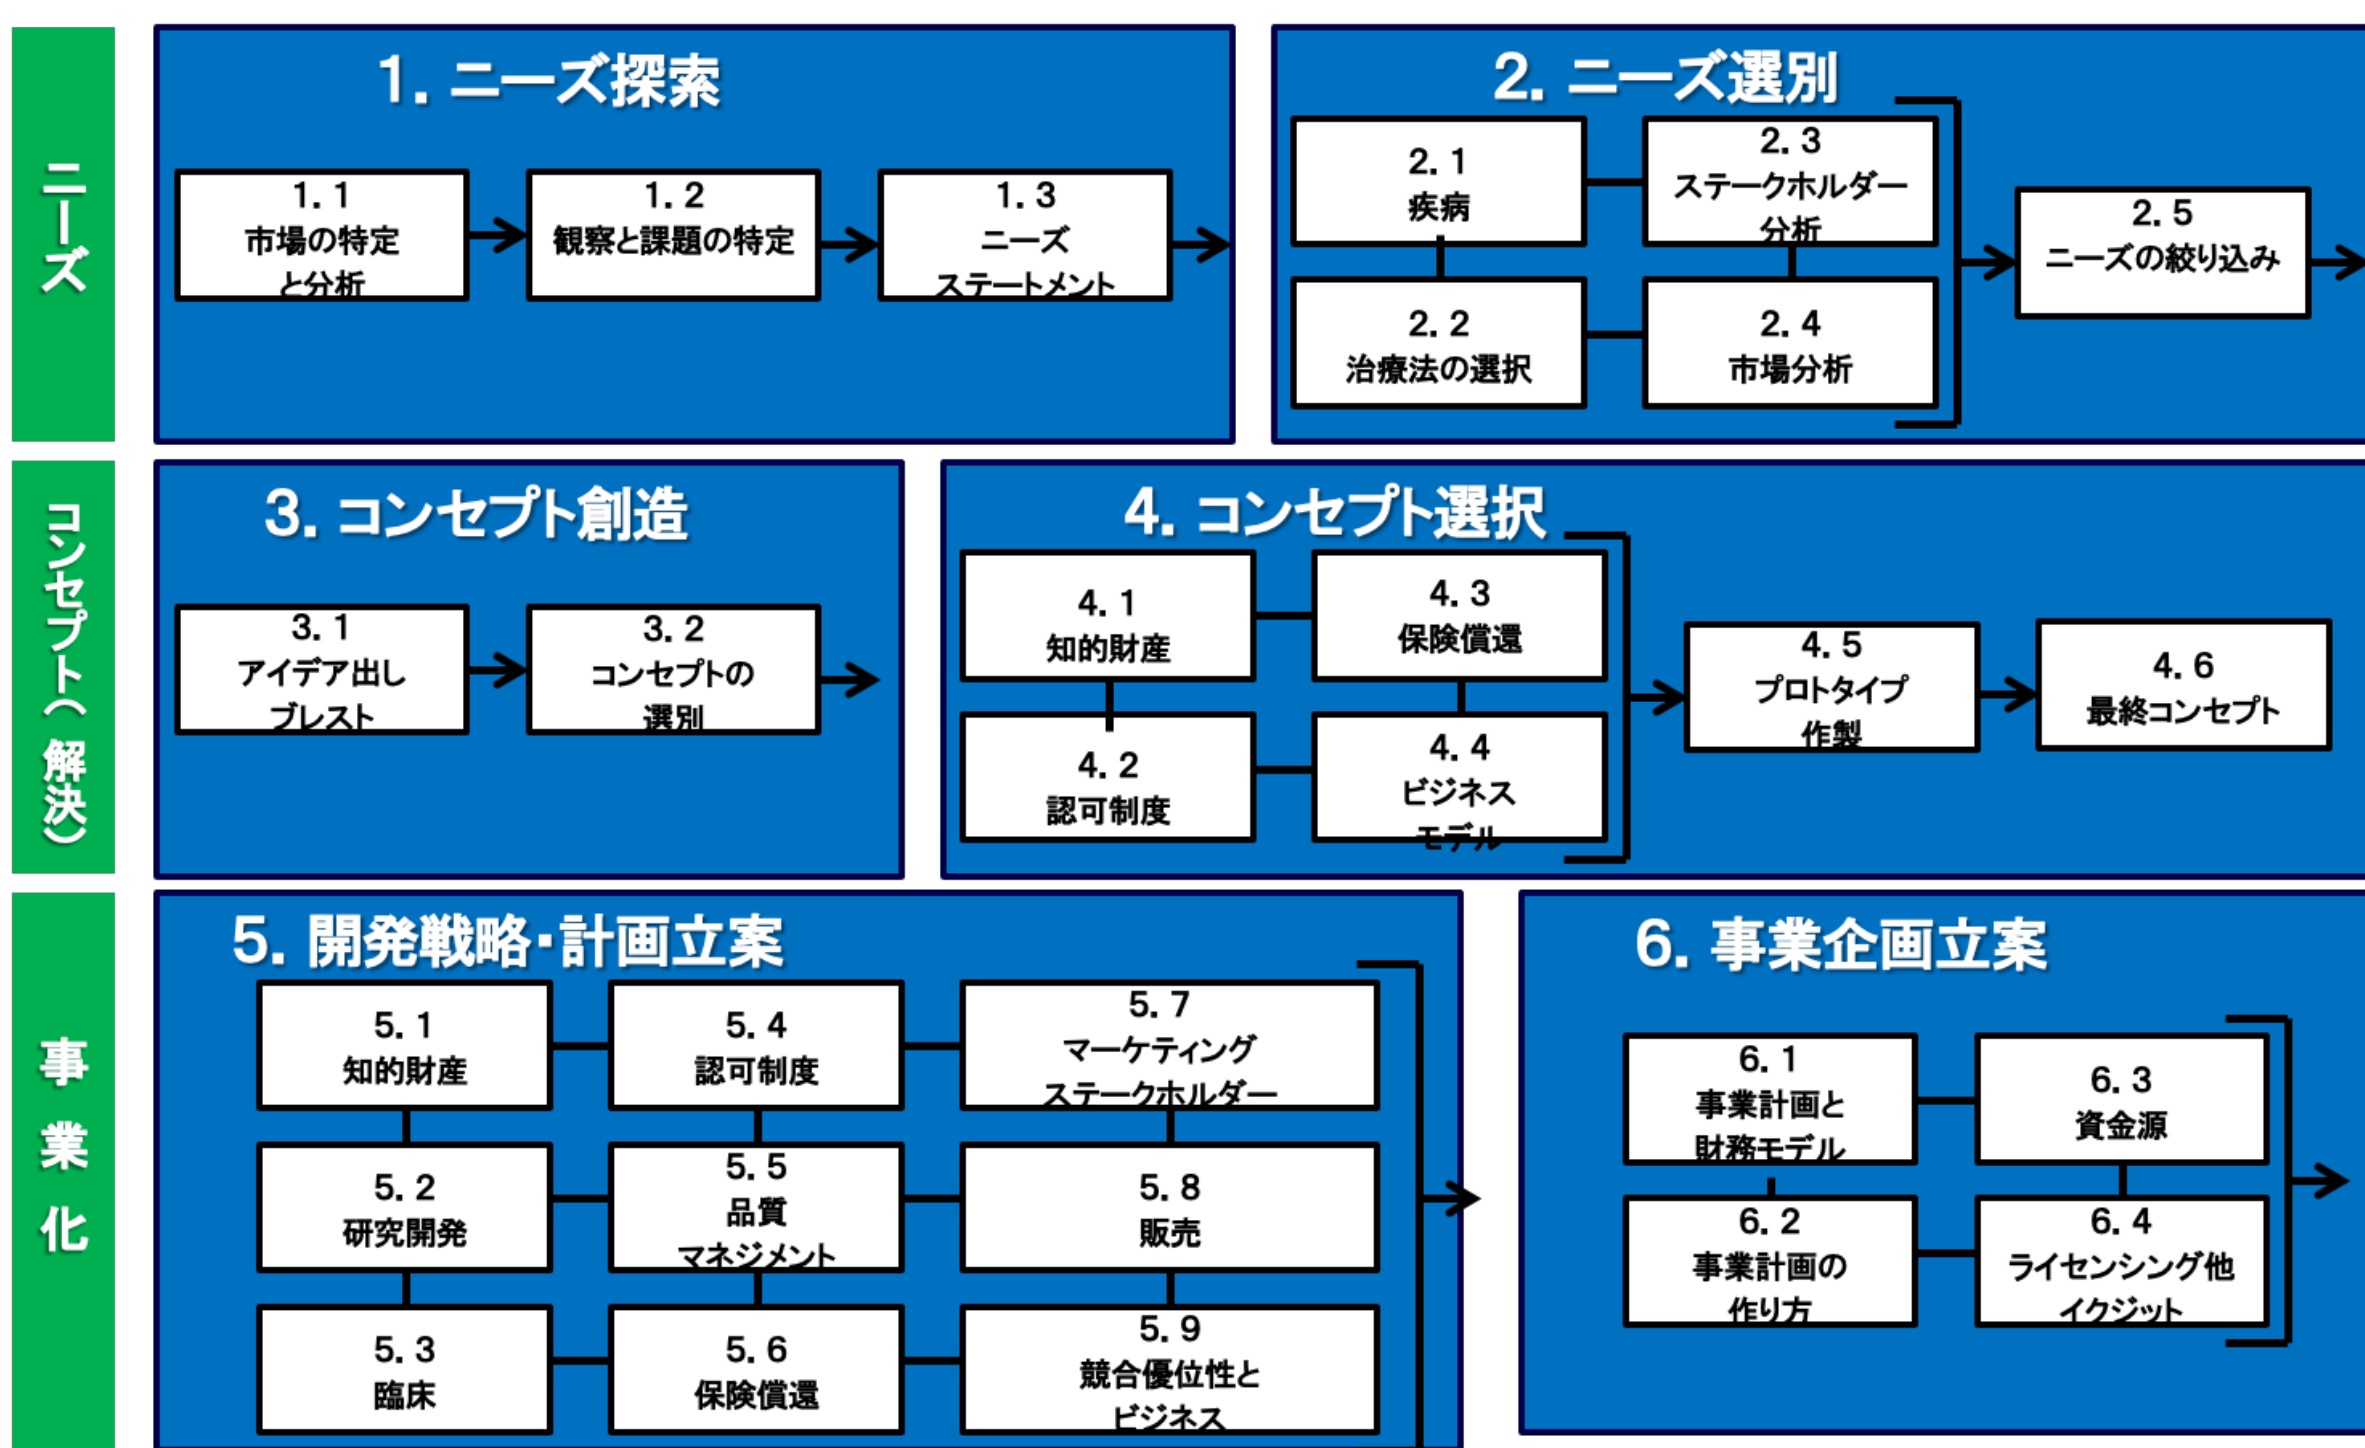 ニーズ
1. ニーズ探索
1. 1
市場の特定
と分析
1. 2
観察と課題の特定
1. 3
ニーズ
ステートメント
2. ニーズ選別
2. 1
疾病
2. 3
ステークホルダー
分析
2. 2
治療法の選択
2. 4
市場分析
2. 5
ニーズの絞り込み
コンセプト(解決)
3. コンセプト創造
3. 1
アイデア出し
ブレスト
3. 2
コンセプトの
選別
4. コンセプト選択
4. 1
知的財産
4. 3
保険償還
4. 2
認可制度
4. 4
ビジネス
モデル
4. 5
プロトタイプ
作製
4. 6
最終コンセプト
事業化
5. 開発戦略・計画立案
5. 1
知的財産
5. 4
認可制度
5. 7
マーケティング
ステークホルダー
5. 2
研究開発
5. 5
品質
マネジメント
5. 8
販売
5. 3
臨床
5. 6
保険償還
5. 9
競合優位性と
ビジネス
6. 事業企画立案
6. 1
事業計画と
財務モデル
6. 3
資金源
6. 2
事業計画の
作り方
6. 4
ライセンシング他
イクジット